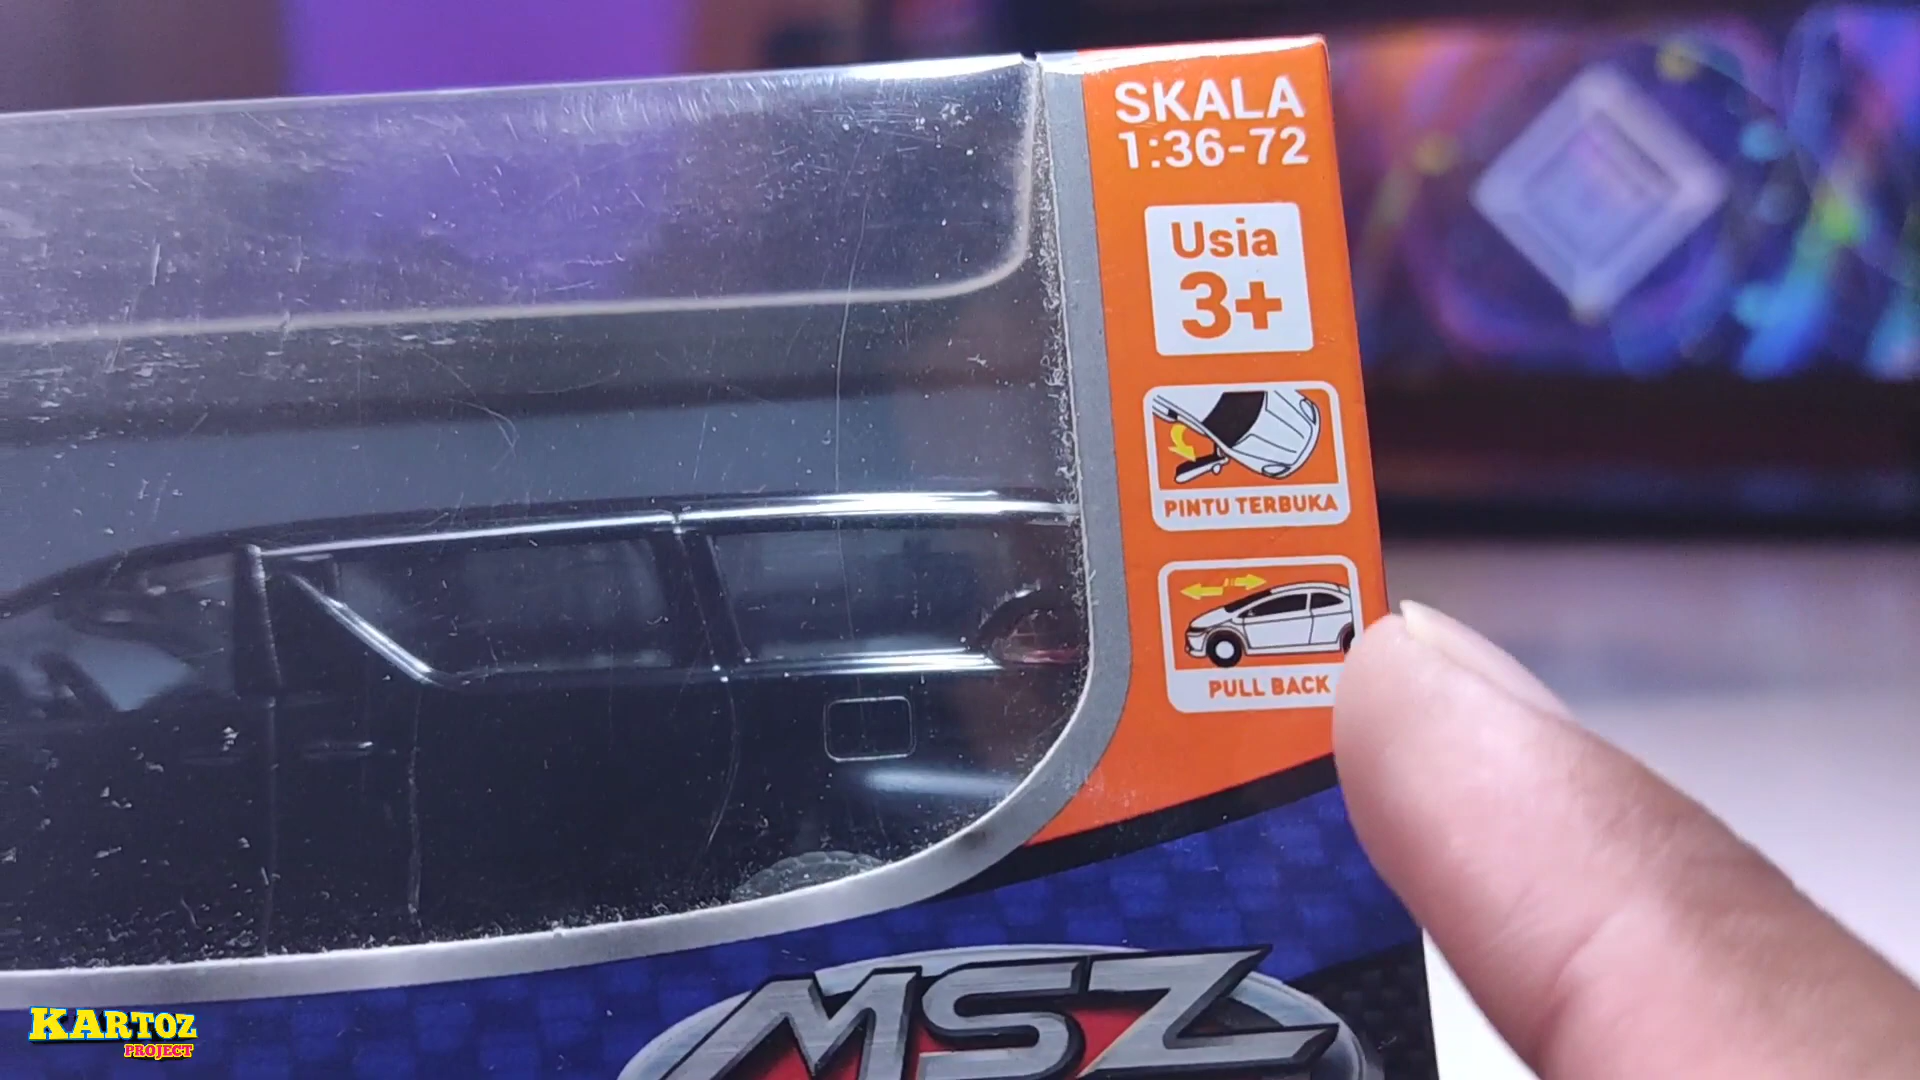 SKALA
1:36-72
Usia
3+
PINTU TERBUKA
PULL BACK
MSZ
KARTOZ
PROJECT